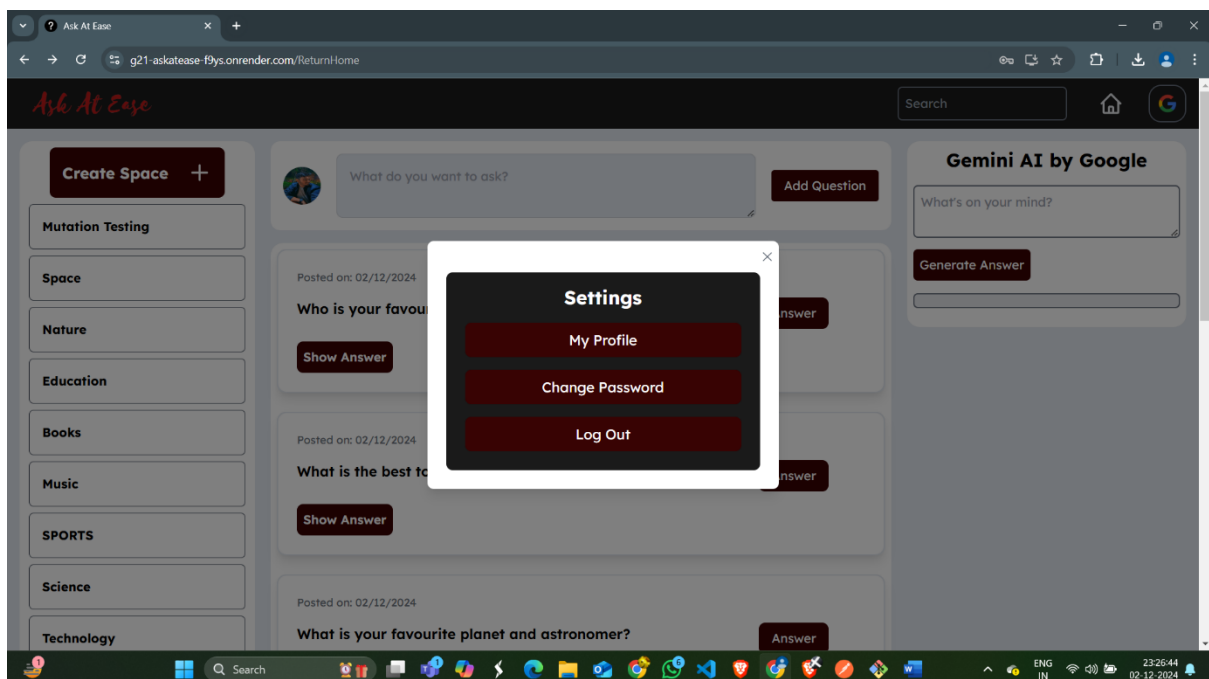 Ask At Ease
g21-askatease-f9ys.onrender.com/ReturnHome
Ask At Ease
Search
Create Space +
Mutation Testing
Space
Nature
Education
Books
Music
SPORTS
Science
Technology
What do you want to ask?
Add Question
Posted on: 02/12/2024
Who is your favou
Answer
Show Answer
Posted on: 02/12/2024
What is the best to
Answer
Show Answer
Posted on: 02/12/2024
What is your favourite planet and astronomer?
Answer
Settings
My Profile
Change Password
Log Out
Gemini AI by Google
What's on your mind?
Generate Answer
Search
ENG
IN
23:26:44
02-12-2024